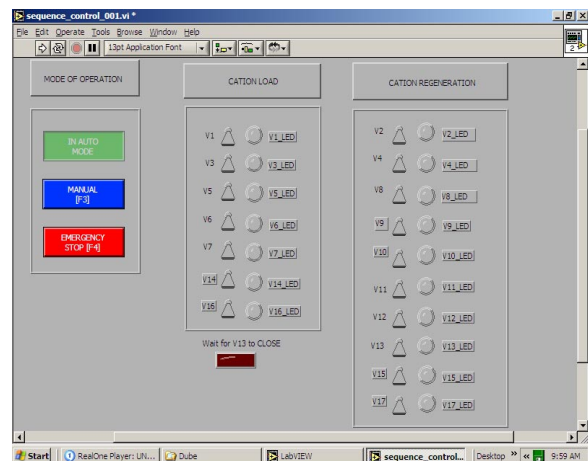 sequence_control_001.vi *
File Edit Operate Tools Browse Window Help
13pt Application Font
2
MODE OF OPERATION
CATION LOAD
CATION REGENERATION
IN AUTO
MODE
MANUAL
[F3]
EMERGENCY
STOP [F4]
V1 V1_LED
V3 V3_LED
V5 V5_LED
V6 V6_LED
V7 V7_LED
V14 V14_LED
V16 V16_LED
Wait for V13 to CLOSE
V2 V2_LED
V4 V4_LED
V8 V8_LED
V9 V9_LED
V10 V10_LED
V11 V11_LED
V12 V12_LED
V13 V13_LED
V15 V15_LED
V17 V17_LED
Start RealOne Player: UN... Dube LabVIEW sequence_control... Desktop » « 9:59 AM